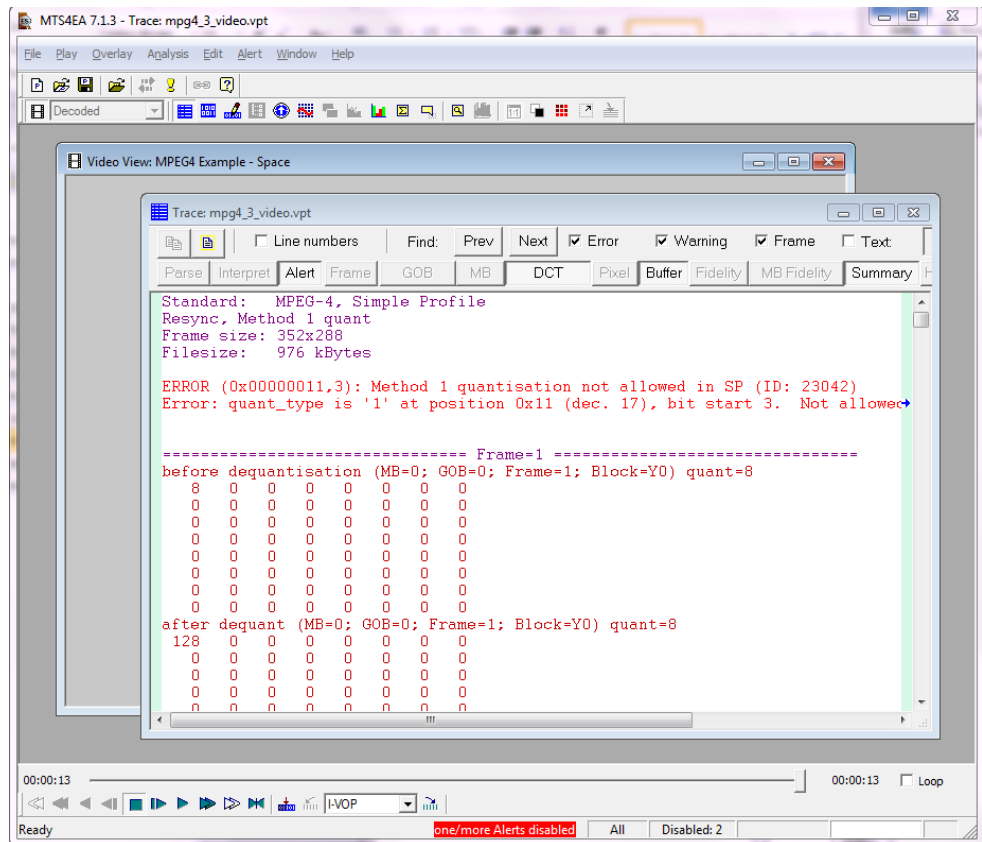 MTS4EA 7.1.3 - Trace: mpg4_3_video.vpt
File Play Overlay Analysis Edit Alert Window Help
Decoded
Video View: MPEG4 Example - Space
Trace: mpg4_3_video.vpt
Line numbers Find: Prev Next Error Warning Frame Text:
Parse Interpret Alert Frame GOB MB DCT Pixel Buffer Fidelity MB Fidelity Summary
Standard: MPEG-4, Simple Profile
Resync, Method 1 quant
Frame size: 352x288
Filesize: 976 kBytes
ERROR (0x00000011,3): Method 1 quantisation not allowed in SP (ID: 23042)
Error: quant_type is '1' at position 0x11 (dec. 17), bit start 3. Not allowed
================================ Frame=1 ================================
before dequantisation (MB=0; GOB=0; Frame=1; Block=Y0) quant=8
8 0 0 0 0 0 0 0
0 0 0 0 0 0 0 0
0 0 0 0 0 0 0 0
0 0 0 0 0 0 0 0
0 0 0 0 0 0 0 0
0 0 0 0 0 0 0 0
0 0 0 0 0 0 0 0
0 0 0 0 0 0 0 0
after dequant (MB=0; GOB=0; Frame=1; Block=Y0) quant=8
128 0 0 0 0 0 0 0
0 0 0 0 0 0 0 0
0 0 0 0 0 0 0 0
0 0 0 0 0 0 0 0
00:00:13 00:00:13 Loop
I-VOP
Ready one/more Alerts disabled All Disabled: 2